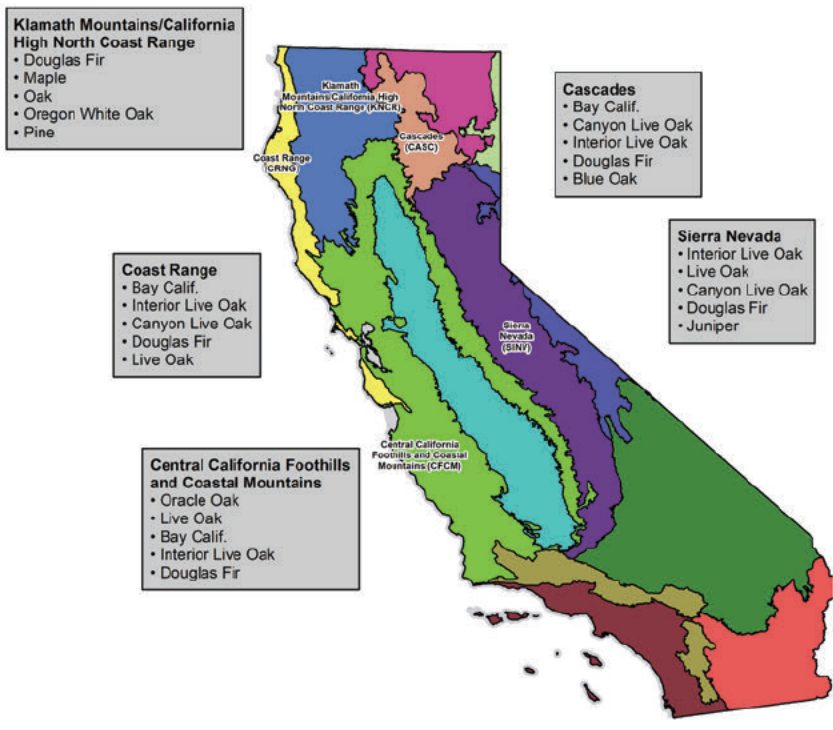 Klamath Mountains/California
High North Coast Range
• Douglas Fir
• Maple
• Oak
• Oregon White Oak
• Pine
Cascades
• Bay Calif.
• Canyon Live Oak
• Interior Live Oak
• Douglas Fir
• Blue Oak
Klamath
Mountains/California High
North Coast Range (KNCR)
Cascades
(CASC)
Coast Range
(CRNG)
Sierra Nevada
• Interior Live Oak
• Live Oak
• Canyon Live Oak
• Douglas Fir
• Juniper
Coast Range
• Bay Calif.
• Interior Live Oak
• Canyon Live Oak
• Douglas Fir
• Live Oak
Sierra
Nevada
(SINV)
Central California
Foothills and Coastal
Mountains (CFCM)
Central California Foothills
and Coastal Mountains
• Oracle Oak
• Live Oak
• Bay Calif.
• Interior Live Oak
• Douglas Fir